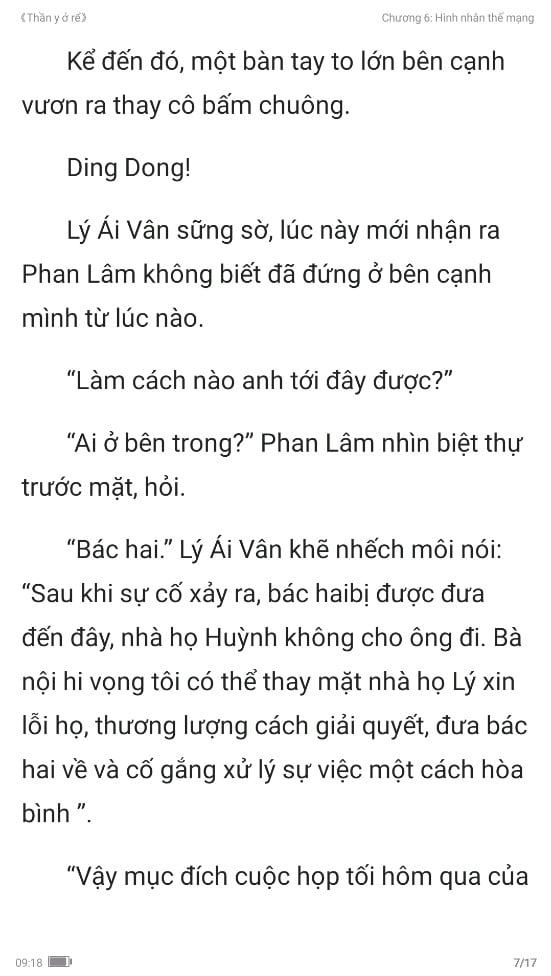 《Thần y ở rể》
Chương 6: Hình nhân thế mạng
Kể đến đó, một bàn tay to lớn bên cạnh
vươn ra thay cô bấm chuông.
Ding Dong!
Lý Ái Vân sững sờ, lúc này mới nhận ra
Phan Lâm không biết đã đứng ở bên cạnh
mình từ lúc nào.
“Làm cách nào anh tới đây được?”
“Ai ở bên trong?” Phan Lâm nhìn biệt thự
trước mặt, hỏi.
“Bác hai.” Lý Ái Vân khẽ nhếch môi nói:
“Sau khi sự cố xảy ra, bác haibị được đưa
đến đây, nhà họ Huỳnh không cho ông đi. Bà
nội hi vọng tôi có thể thay mặt nhà họ Lý xin
lỗi họ, thương lượng cách giải quyết, đưa bác
hai về và cố gắng xử lý sự việc một cách hòa
bình ”.
“Vậy mục đích cuộc họp tối hôm qua của
09:18
7/17